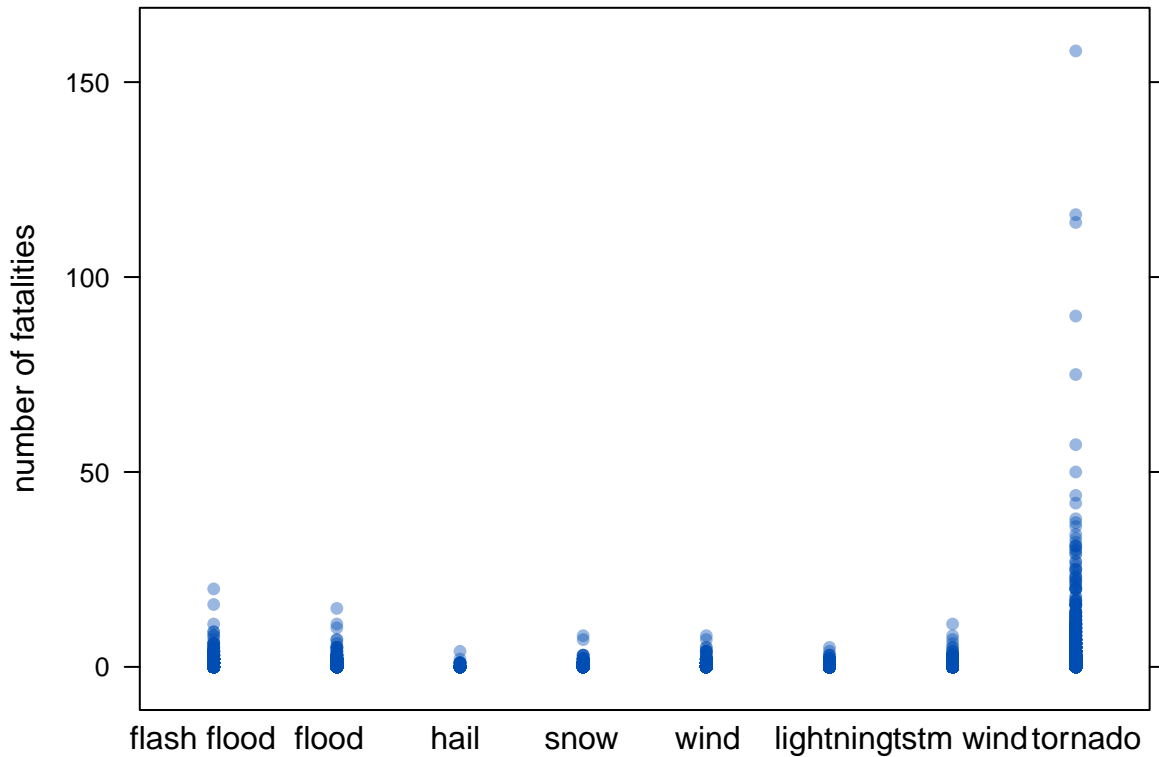 number of fatalities
150
100
50
0
flash flood flood hail snow wind lightning tstm wind tornado